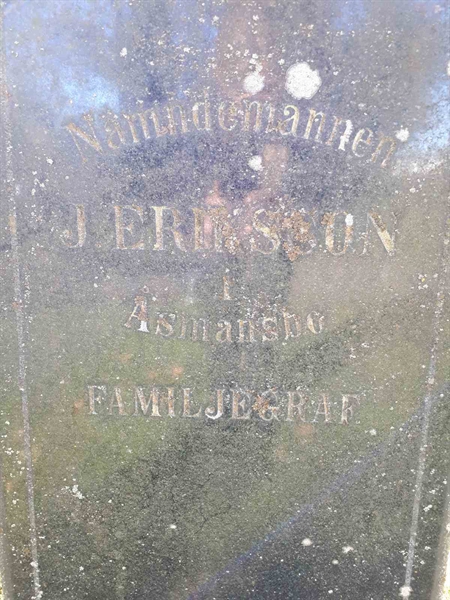 Nämndemannen
J. ERIKSSON
i
Åsmansbo
FAMILJEGRAF